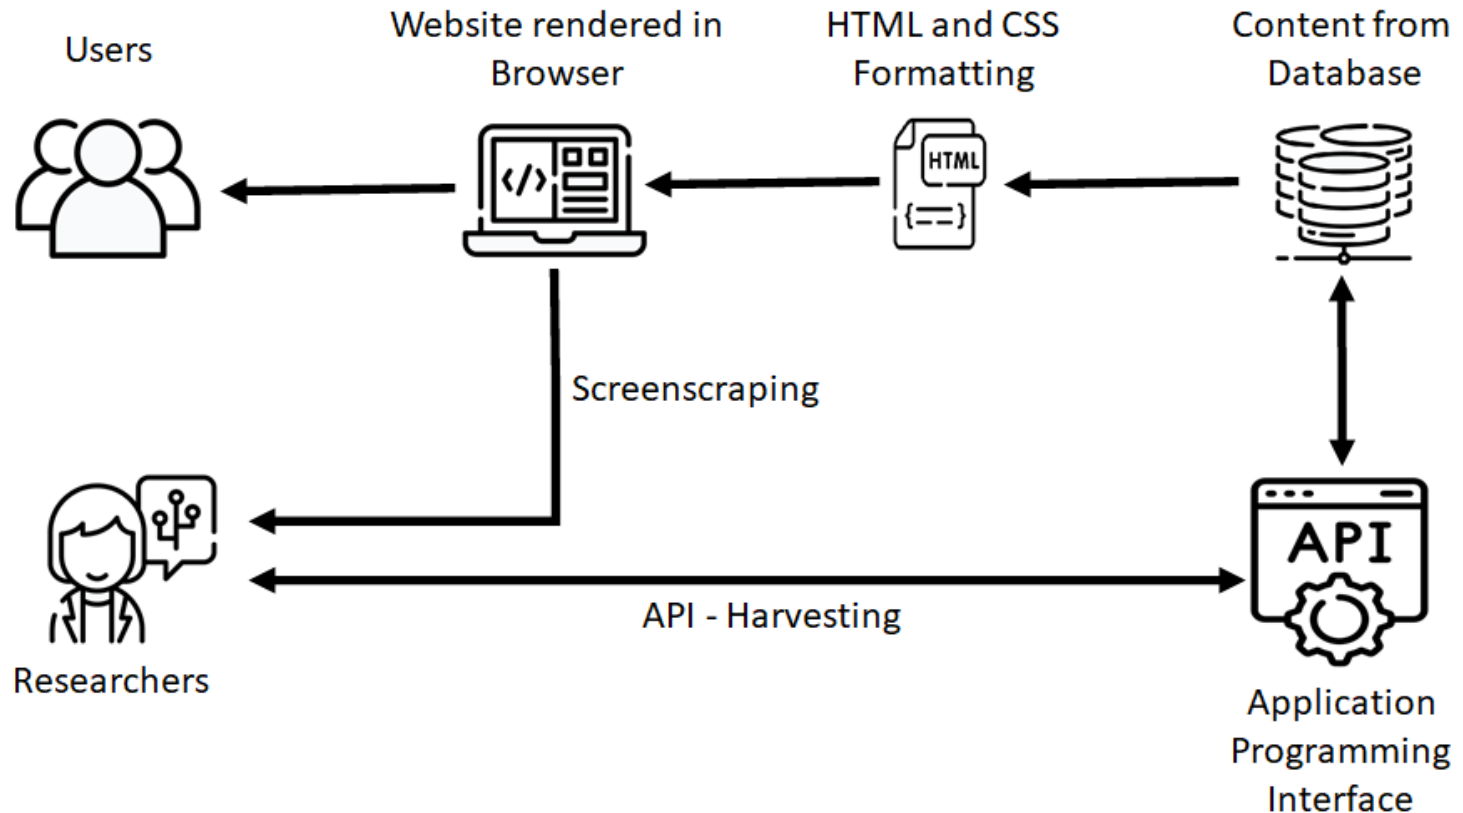 Users
Website rendered in
Browser
HTML and CSS
Formatting
Content from
Database
</>
HTML
{==}
Screenscraping
API
API - Harvesting
Researchers
Application
Programming
Interface